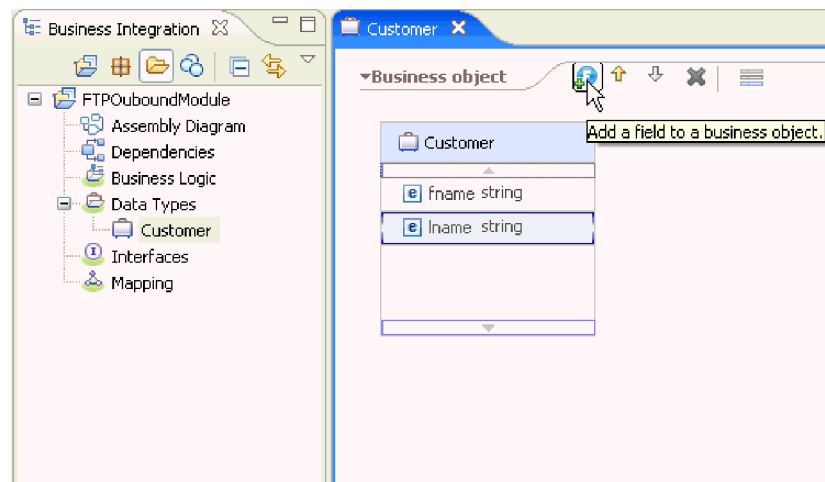 Business Integration
FTPOuboundModule
Assembly Diagram
Dependencies
Business Logic
Data Types
Customer
Interfaces
Mapping
Customer
Business object
Add a field to a business object.
Customer
e fname string
e lname string